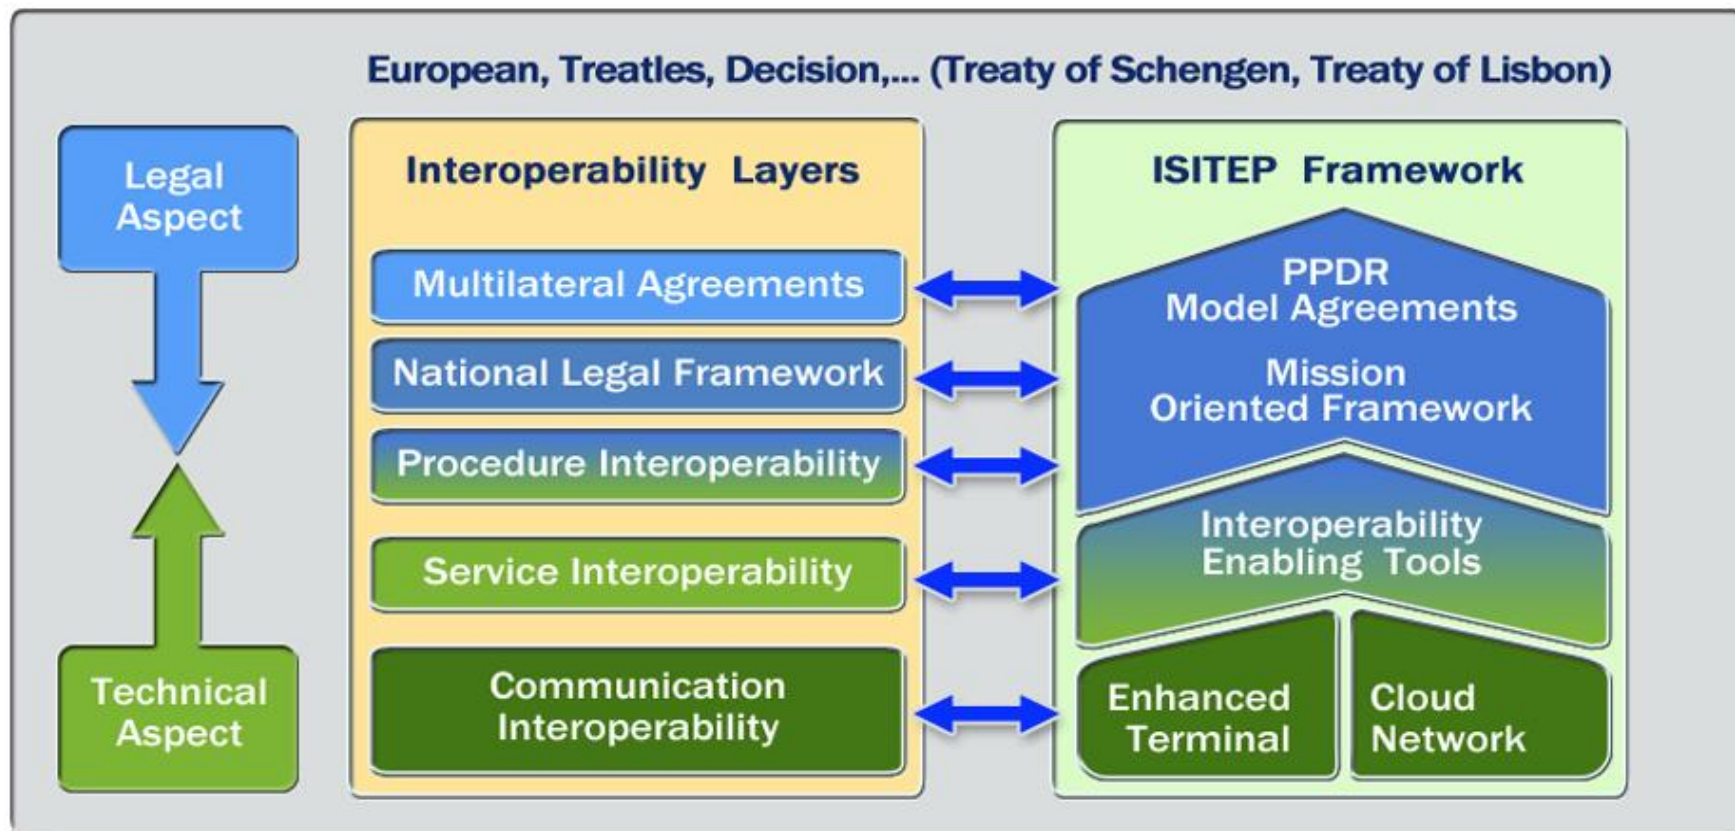 European, Treatles, Decision,... (Treaty of Schengen, Treaty of Lisbon)
Legal
Aspect
Technical
Aspect
Interoperability Layers
Multilateral Agreements
National Legal Framework
Procedure Interoperability
Service Interoperability
Communication
Interoperability
ISITEP Framework
PPDR
Model Agreements
Mission
Oriented Framework
Interoperability
Enabling Tools
Enhanced
Terminal
Cloud
Network